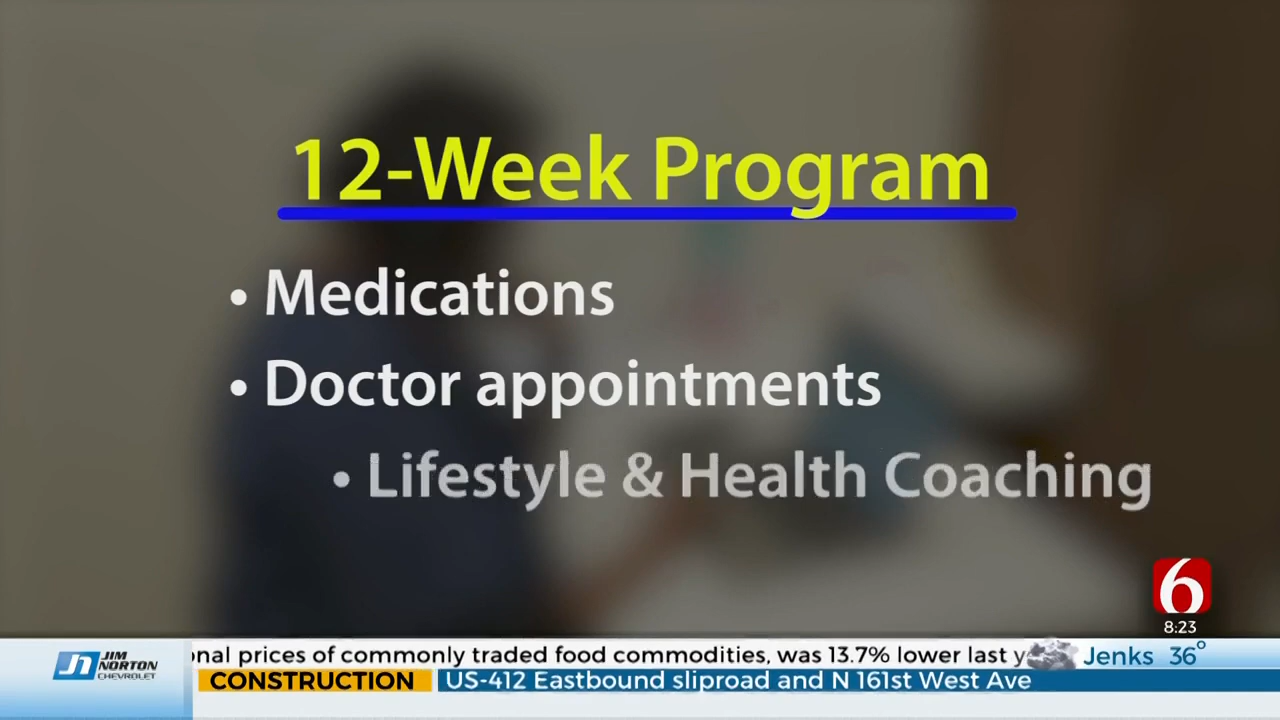 12-Week Program
• Medications
• Doctor appointments
• Lifestyle & Health Coaching
6
8:23
JN JIM NORTON CHEVROLET
onal prices of commonly traded food commodities, was 13.7% lower last y
Jenks 36°
CONSTRUCTION US-412 Eastbound sliproad and N 161st West Ave